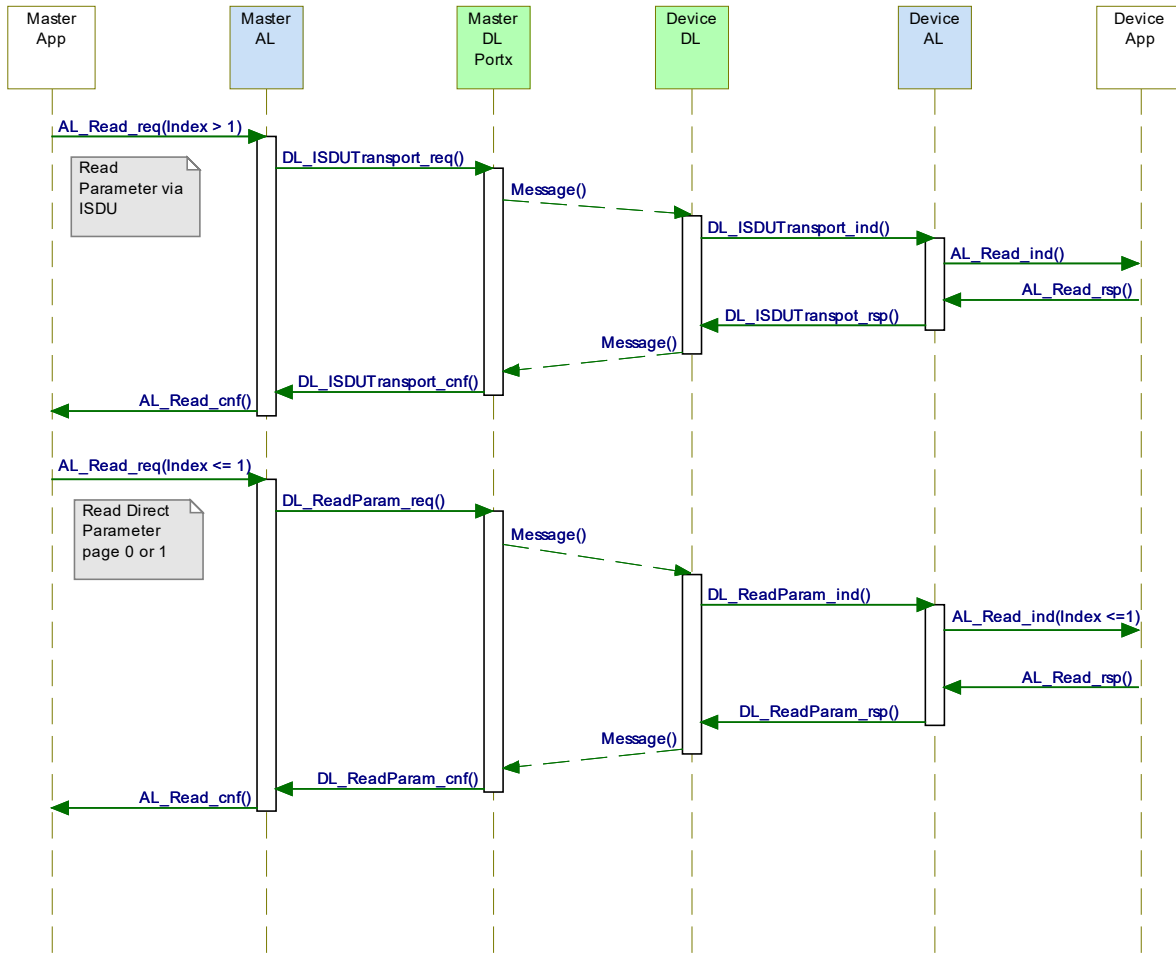 Master
App
Master
AL
Master
DL
Portx
Device
DL
Device
AL
Device
App
AL_Read_req(Index > 1)
Read
Parameter via
ISDU
DL_ISDUTransport_req()
Message()
DL_ISDUTransport_ind()
AL_Read_ind()
AL_Read_rsp()
DL_ISDUTranspot_rsp()
Message()
DL_ISDUTransport_cnf()
AL_Read_cnf()
AL_Read_req(Index <= 1)
Read Direct
Parameter
page 0 or 1
DL_ReadParam_req()
Message()
DL_ReadParam_ind()
AL_Read_ind(Index <=1)
AL_Read_rsp()
DL_ReadParam_rsp()
Message()
DL_ReadParam_cnf()
AL_Read_cnf()